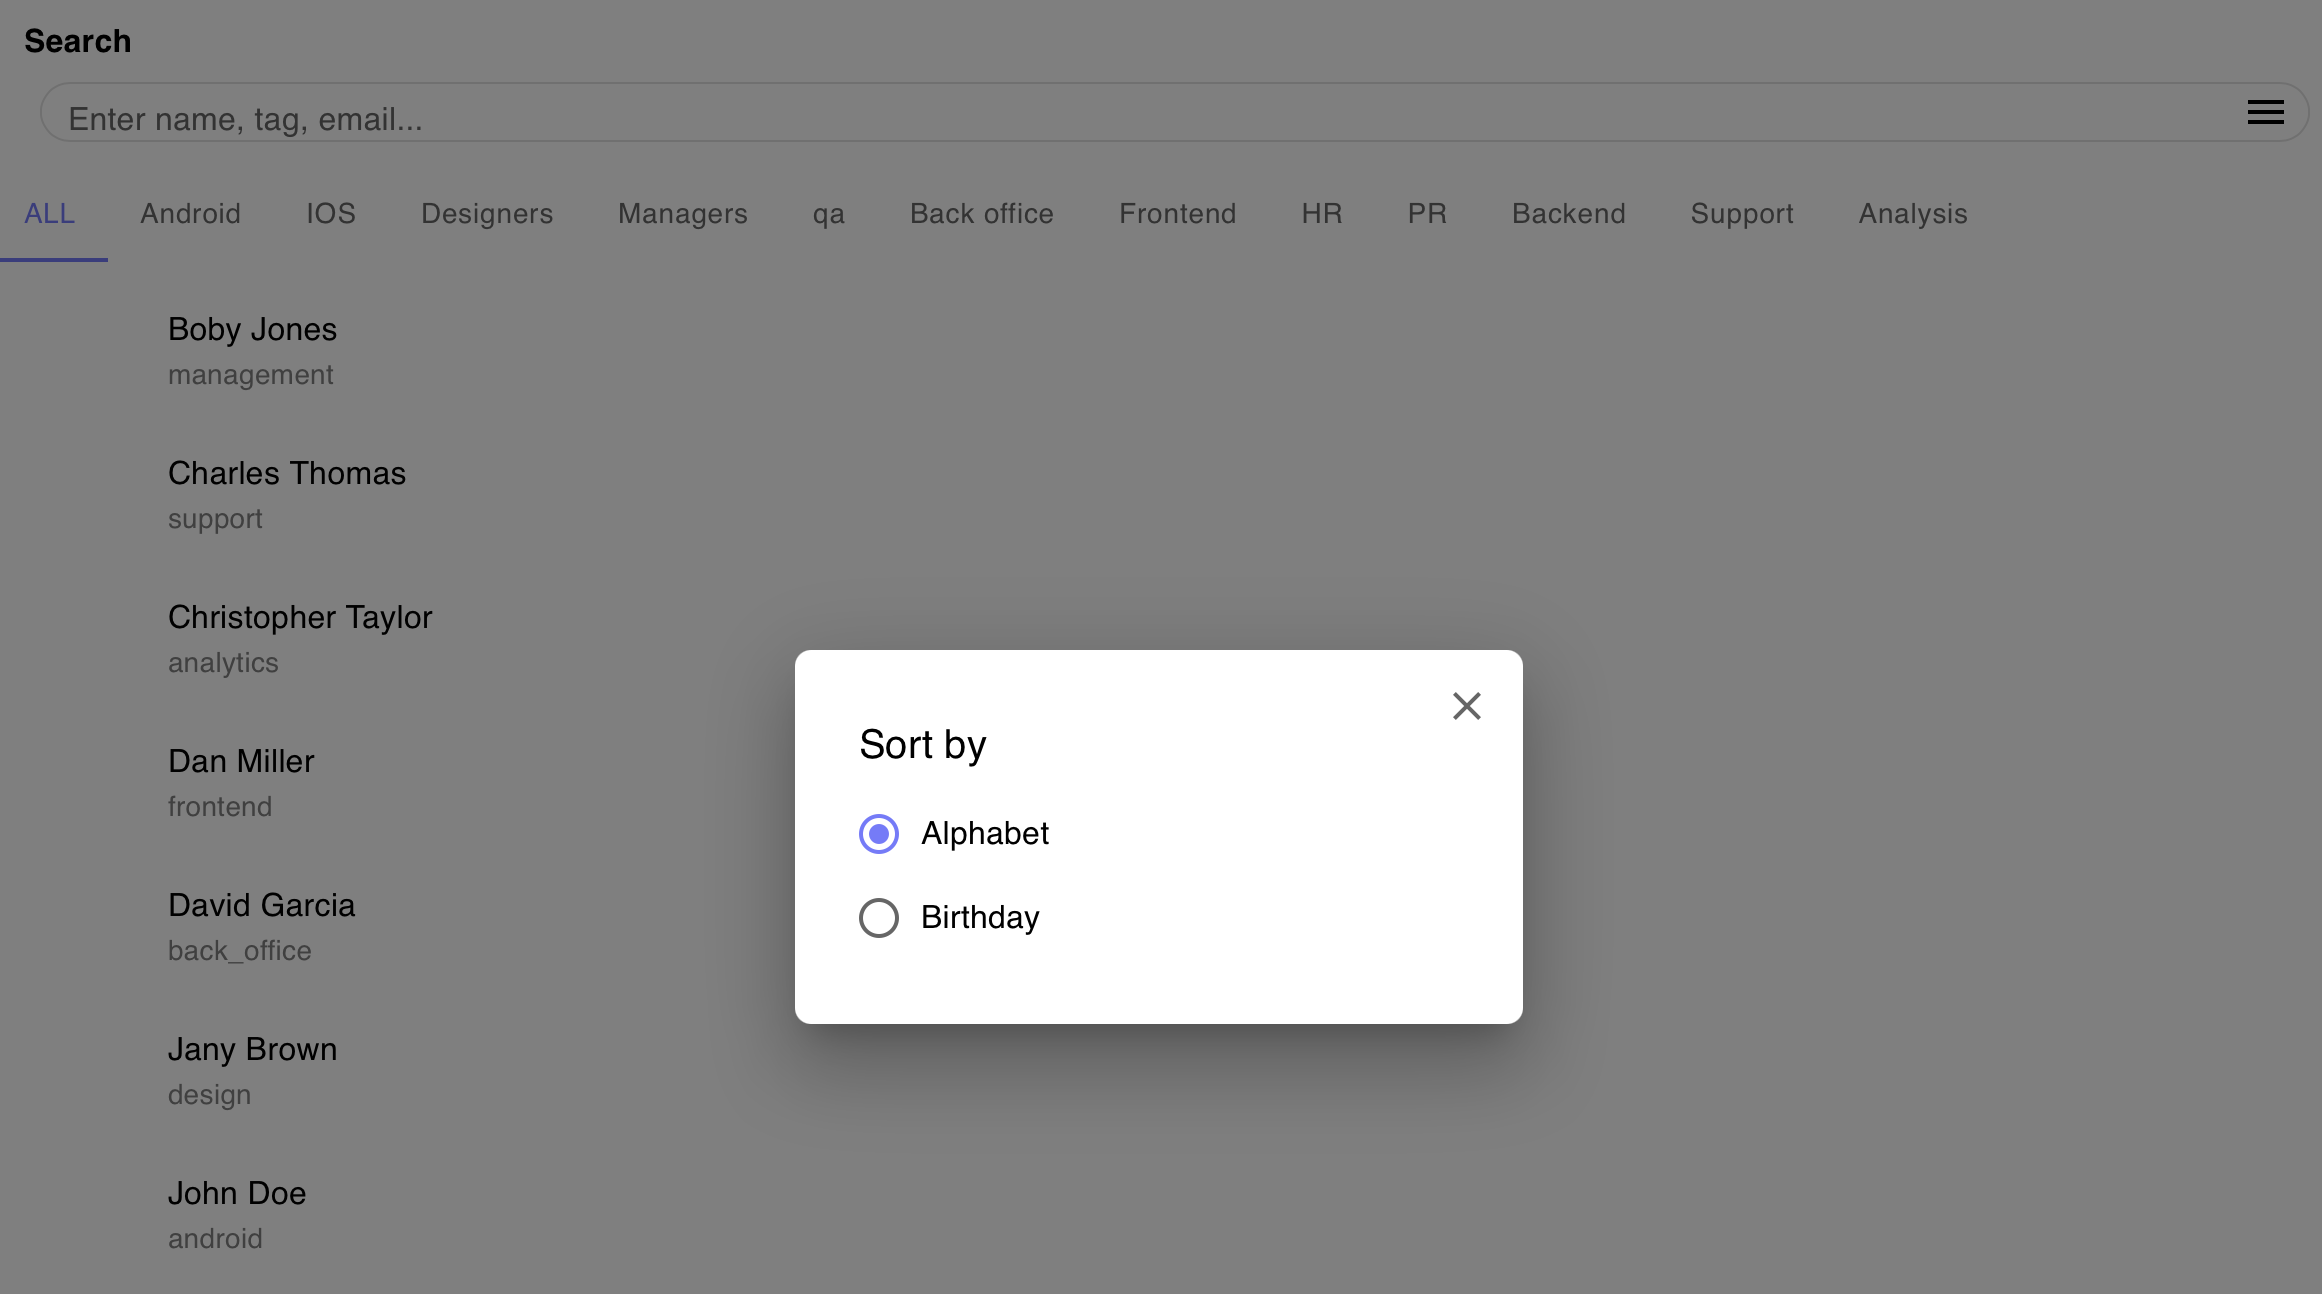 Search
Enter name, tag, email...
ALL Android IOS Designers Managers qa Back office Frontend HR PR Backend Support Analysis
Boby Jones
management
Charles Thomas
support
Christopher Taylor
analytics
Dan Miller
frontend
David Garcia
back_office
Jany Brown
design
John Doe
android
Sort by
Alphabet
Birthday